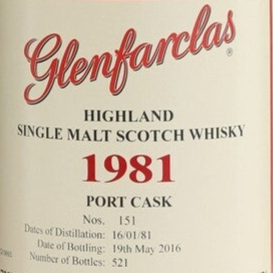 Glenfarclas
HIGHLAND
SINGLE MALT SCOTCH WHISKY
1981
PORT CASK
Nos. 151
Dates of Distillation: 16/01/81
Date of Bottling: 19th May 2016
Number of Bottles: 521